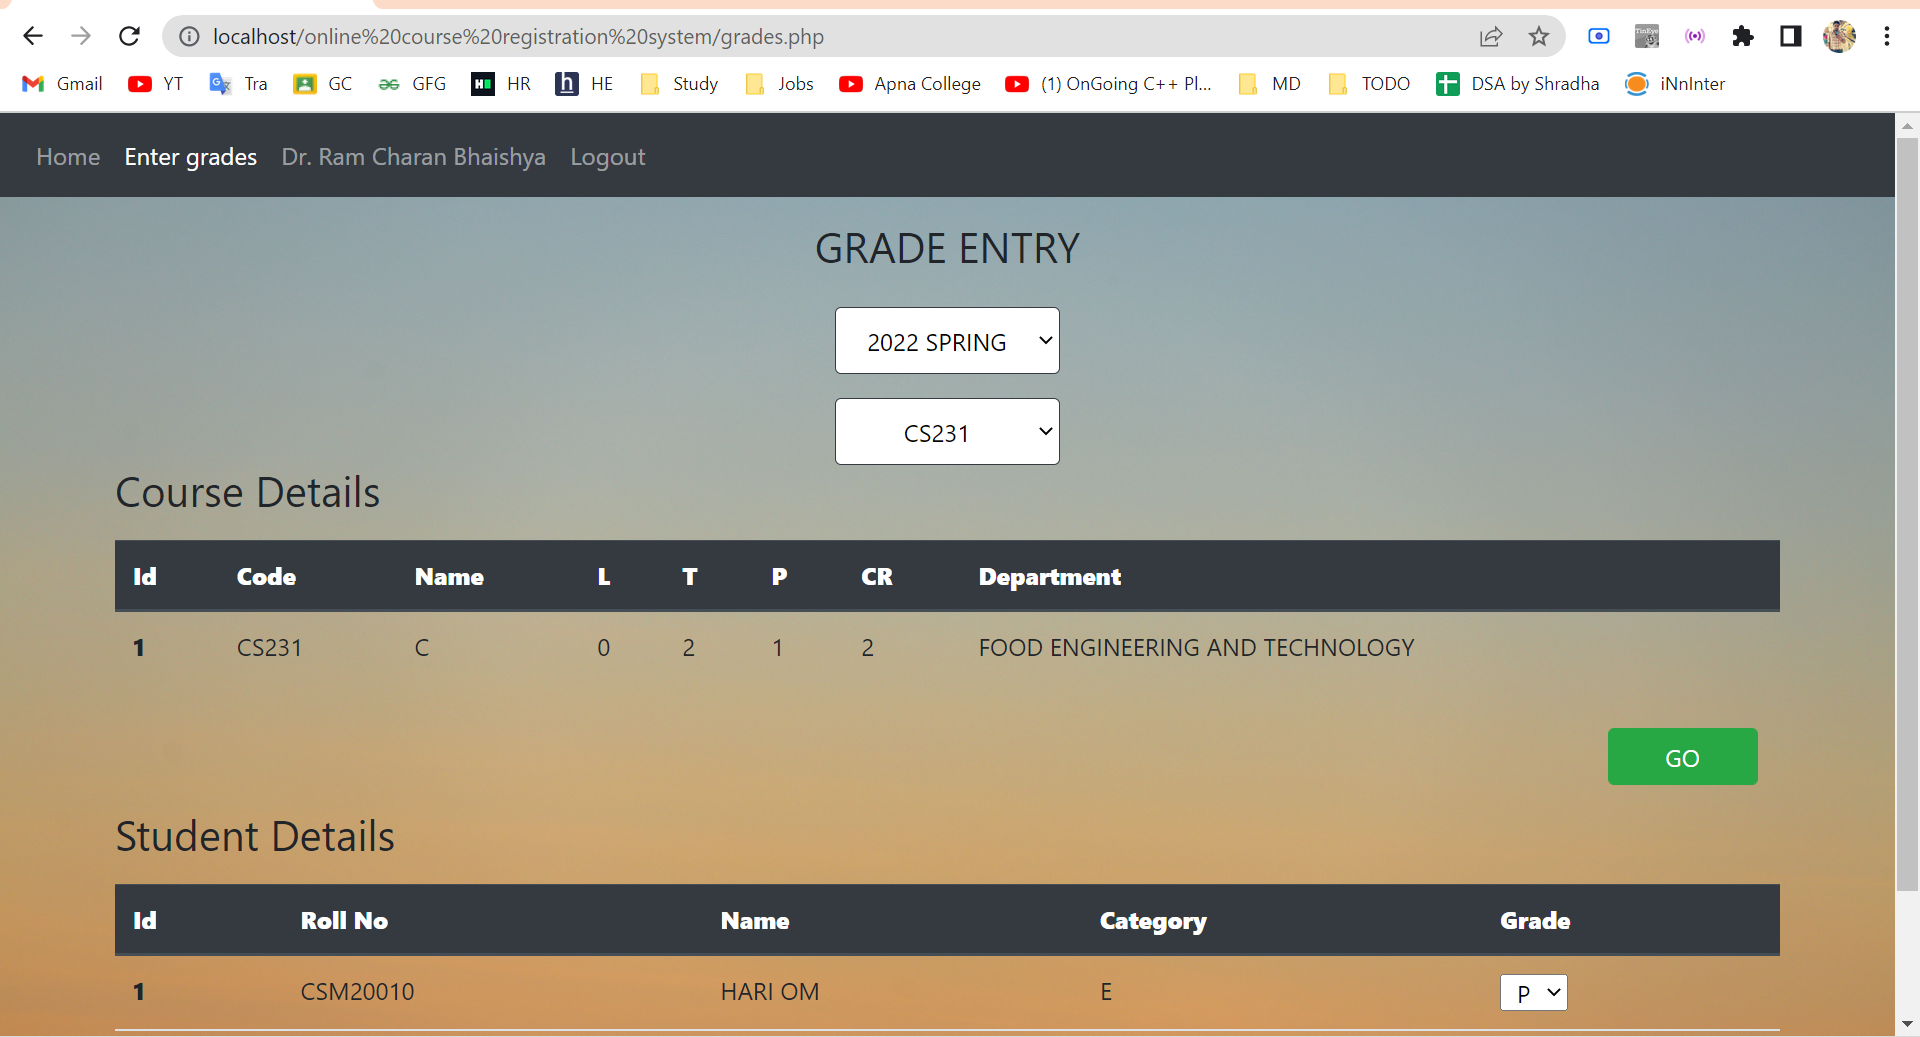 localhost/online%20course%20registration%20system/grades.php
Gmail YT Tra GC GFG HR HE Study Jobs Apna College (1) OnGoing C++ Pl... MD TODO DSA by Shradha iNnInter
Home Enter grades Dr. Ram Charan Bhaishya Logout
GRADE ENTRY
2022 SPRING
CS231
Course Details
Id Code Name L T P CR Department
1 CS231 C 0 2 1 2 FOOD ENGINEERING AND TECHNOLOGY
GO
Student Details
Id Roll No Name Category Grade
1 CSM20010 HARI OM E P